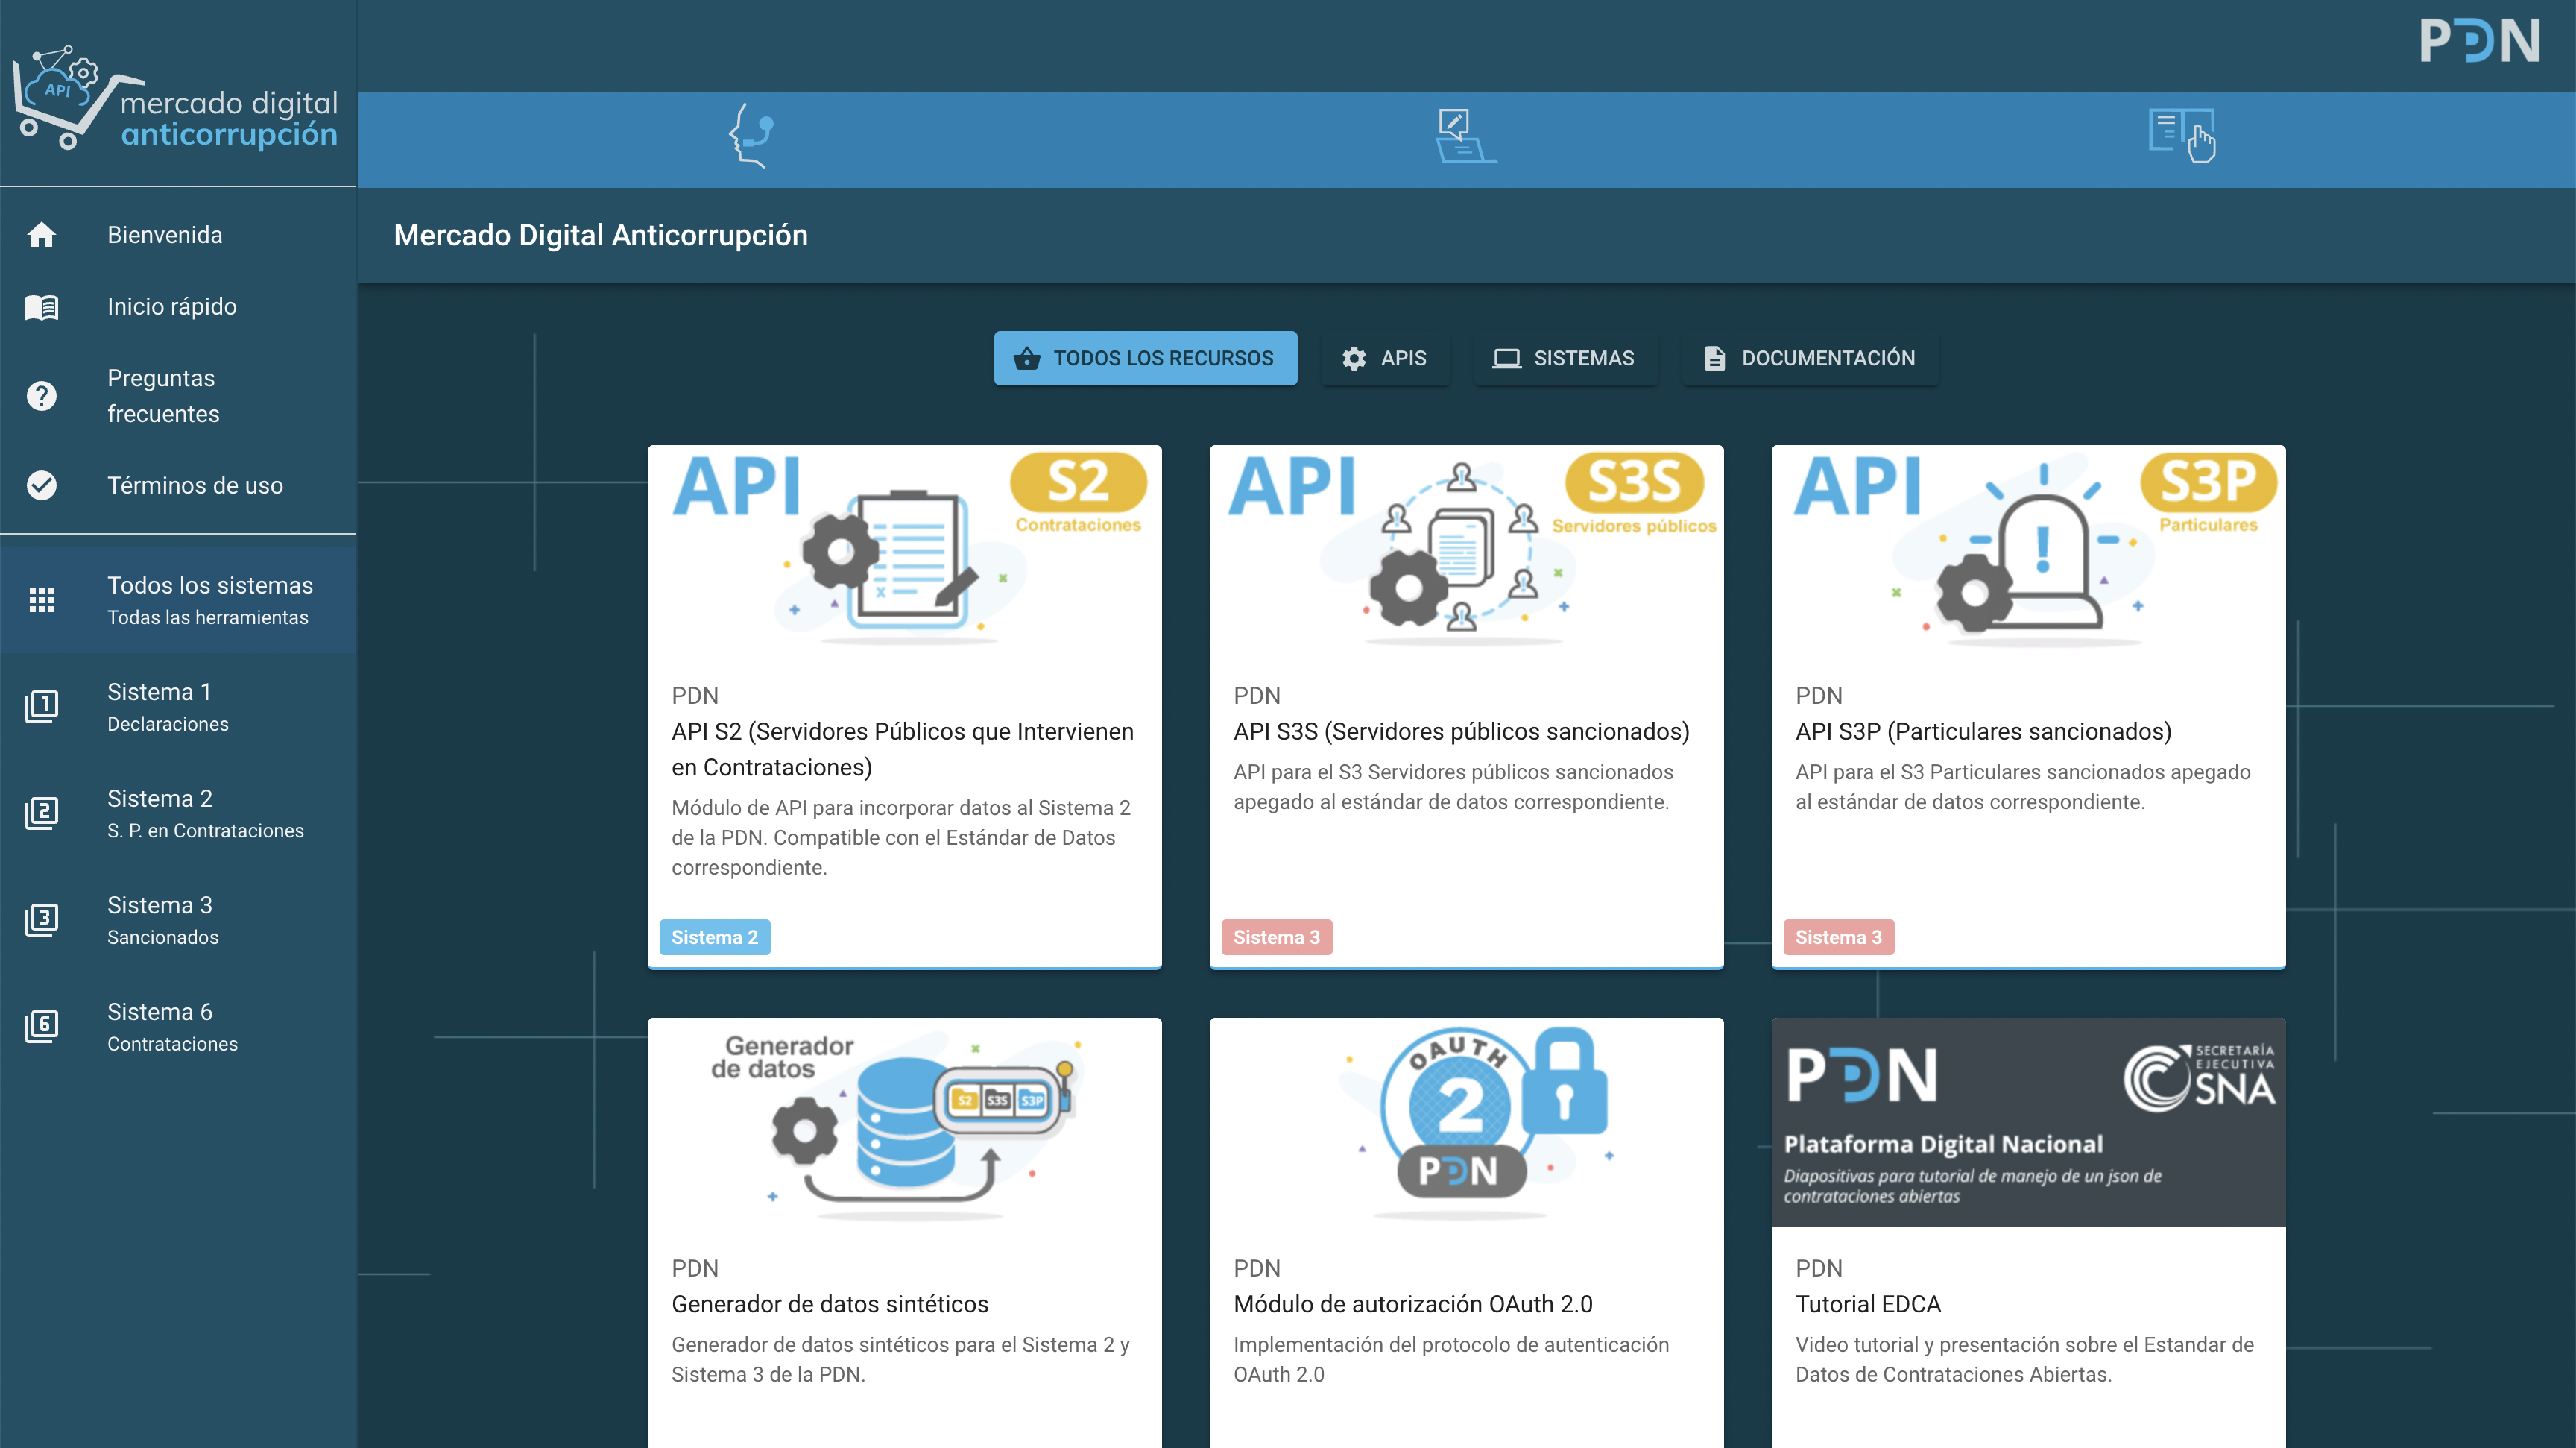 API
mercado digital
anticorrupción
PDN
Bienvenida
Inicio rápido
Preguntas
frecuentes
Términos de uso
Todos los sistemas
Todas las herramientas
1
Sistema 1
Declaraciones
2
Sistema 2
S. P. en Contrataciones
3
Sistema 3
Sancionados
6
Sistema 6
Contrataciones
Mercado Digital Anticorrupción
TODOS LOS RECURSOS
APIS
SISTEMAS
DOCUMENTACIÓN
API
S2
Contrataciones
PDN
API S2 (Servidores Públicos que Intervienen
en Contrataciones)
Módulo de API para incorporar datos al Sistema 2
de la PDN. Compatible con el Estándar de Datos
correspondiente.
Sistema 2
API
S3S
Servidores públicos
PDN
API S3S (Servidores públicos sancionados)
API para el S3 Servidores públicos sancionados
apegado al estándar de datos correspondiente.
Sistema 3
API
S3P
Particulares
PDN
API S3P (Particulares sancionados)
API para el S3 Particulares sancionados apegado
al estándar de datos correspondiente.
Sistema 3
Generador
de datos
S2 S3S S3P
PDN
Generador de datos sintéticos
Generador de datos sintéticos para el Sistema 2 y
Sistema 3 de la PDN.
OAUTH
2
PDN
PDN
Módulo de autorización OAuth 2.0
Implementación del protocolo de autenticación
OAuth 2.0
PDN
SECRETARÍA
EJECUTIVA
SNA
Plataforma Digital Nacional
Diapositivas para tutorial de manejo de un json de
contrataciones abiertas
PDN
Tutorial EDCA
Video tutorial y presentación sobre el Estandar de
Datos de Contrataciones Abiertas.